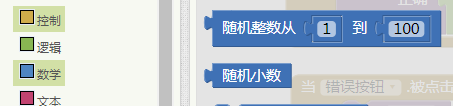 控制
逻辑
数学
文本
随机整数从 1 到 100
随机小数
当 错误按钮 .被点击